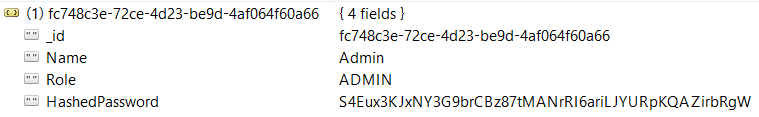 (1) fc748c3e-72ce-4d23-be9d-4af064f60a66 { 4 fields }
_id fc748c3e-72ce-4d23-be9d-4af064f60a66
Name Admin
Role ADMIN
HashedPassword S4Eux3KJxNY3G9brCBz87tMANrRI6ariLJYURpKQAZirbRgW